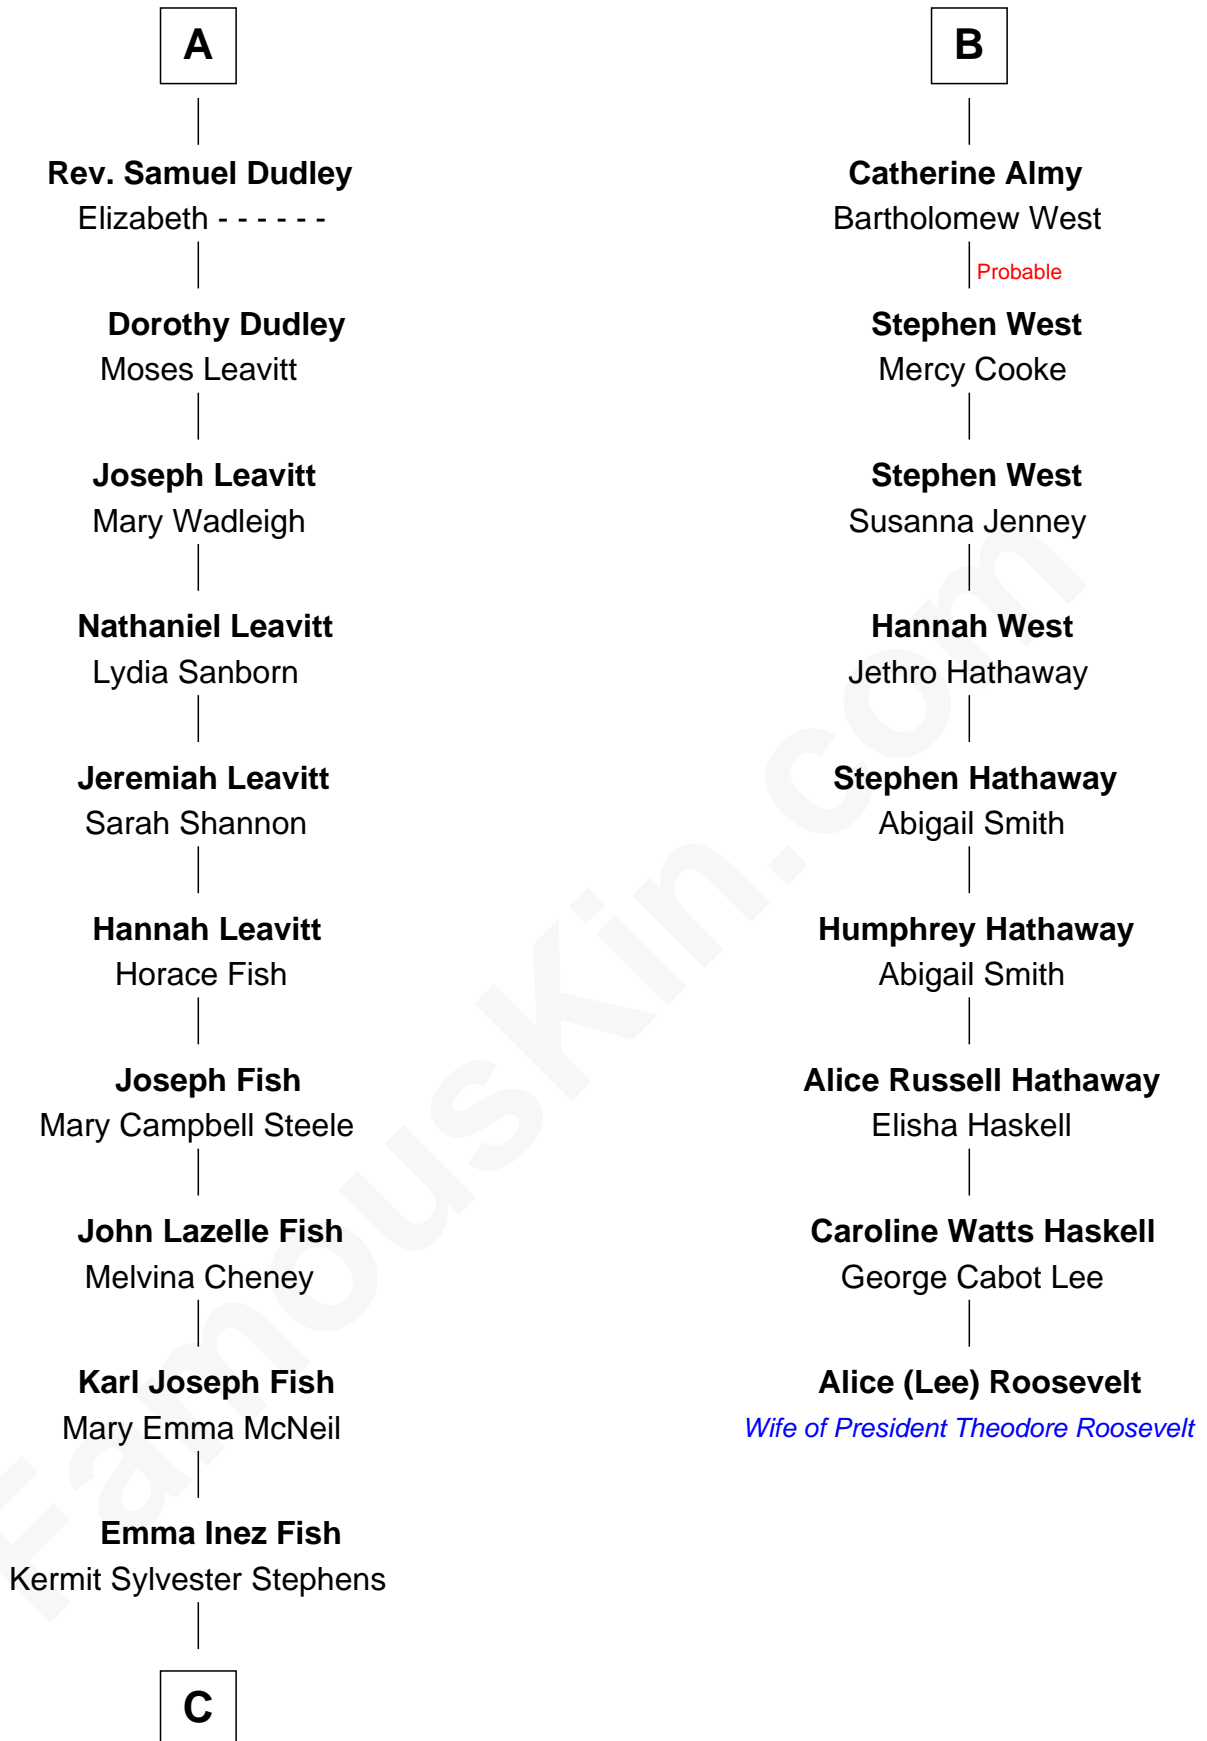 A
Rev. Samuel Dudley
Elizabeth - - - - - -
Dorothy Dudley
Moses Leavitt
Joseph Leavitt
Mary Wadleigh
Nathaniel Leavitt
Lydia Sanborn
Jeremiah Leavitt
Sarah Shannon
Hannah Leavitt
Horace Fish
Joseph Fish
Mary Campbell Steele
John Lazelle Fish
Melvina Cheney
Karl Joseph Fish
Mary Emma McNeil
Emma Inez Fish
Kermit Sylvester Stephens
C
B
Catherine Almy
Bartholomew West
Probable
Stephen West
Mercy Cooke
Stephen West
Susanna Jenney
Hannah West
Jethro Hathaway
Stephen Hathaway
Abigail Smith
Humphrey Hathaway
Abigail Smith
Alice Russell Hathaway
Elisha Haskell
Caroline Watts Haskell
George Cabot Lee
Alice (Lee) Roosevelt
Wife of President Theodore Roosevelt
FamousKin.com